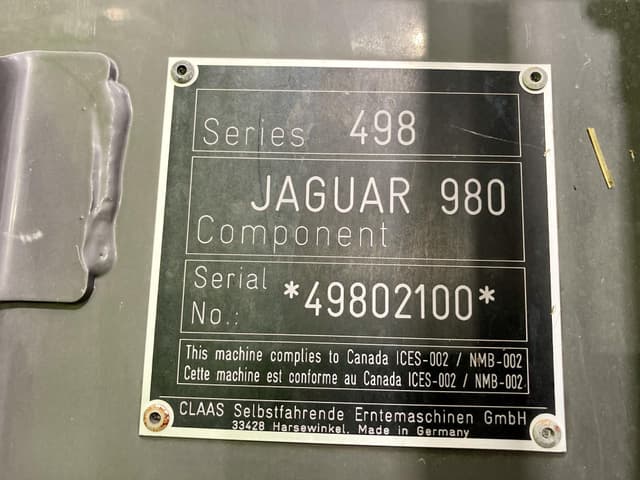 Series 498
JAGUAR 980
Component
Serial
No.: *49802100*
This machine complies to Canada ICES-002 / NMB-002
Cette machine est conforme au Canada ICES-002 / NMB-002
CLAAS Selbstfahrende Erntemaschinen GmbH
33428 Harsewinkel. Made in Germany